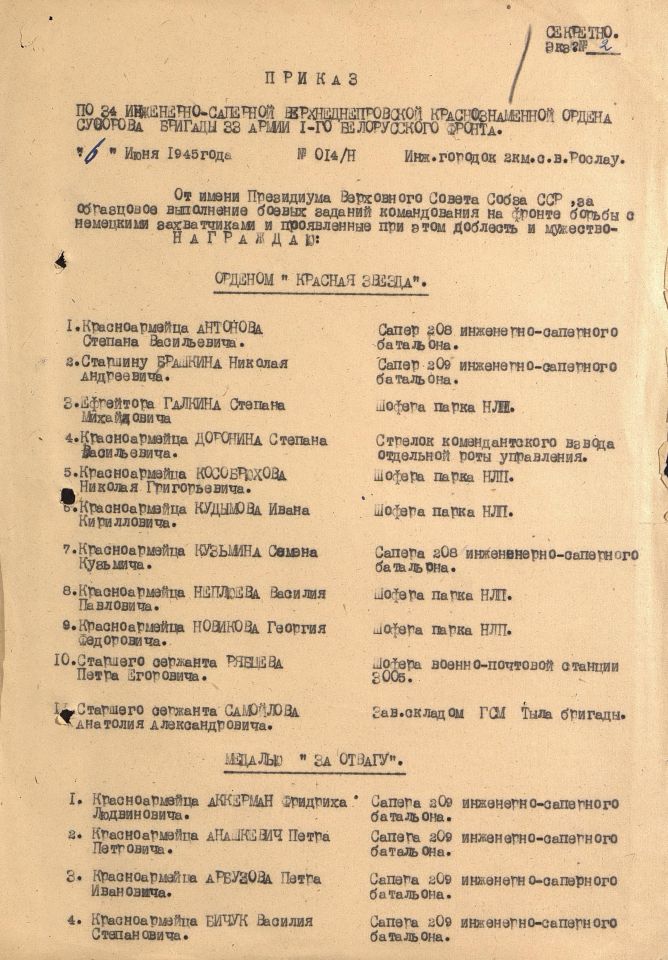 СЕКРЕТНО.
Экз.№ 2
ПРИКАЗ
ПО 34 ИНЖЕНЕРНО-САПЕРНОЙ ВЕРХНЕДНЕПРОВСКОЙ КРАСНОЗНАМЕННОЙ ОРДЕНА
СУВОРОВА БРИГАДЫ 33 АРМИИ I-ГО БЕЛОРУССКОГО ФРОНТА.
"6" Июня 1945года № 014/Н Инж.городок 2км.с.в.Рослау.
От имени Президиума Верховного Совета Союза ССР ,за
образцовое выполнение боевых заданий командования на фронте борьбы с
немецкими захватчиками и проявленные при этом доблесть и мужество-
НАГРАЖДАЮ:
ОРДЕНОМ " КРАСНАЯ ЗВЕЗДА".
1.Красноармейца АНТОНОВА Сапер 208 инженерно-саперного
Степана Васильевича. батальона.
2.Старшину БРАШКИНА Николая Сапер 209 инженерно-саперного
Андреевича. батальона.
3.Ефрейтора ГАЛКИНА Степана Шофера парка НЛП.
Михайловича
4.Красноармейца ДОРОНИНА Степана Стрелок комендантского взвода
Васильевича. отдельной роты управления.
5.Красноармейца КОСОБРЮХОВА Шофера парка НЛП.
Николая Григорьевича.
6.Красноармейца КУДЫМОВА Ивана Шофера парка НЛП.
Кирилловича.
7.Красноармейца КУЗЬМИНА Семена Сапера 208 инжененерно-саперного
Кузьмича. батальона.
8.Красноармейца НЕПЛЮЕВА Василия Шофера парка НЛП.
Павловича.
9.Красноармейца НОВИКОВА Георгия Шофера парка НЛП.
Федоровича.
10.Старшего сержанта РЯБЦЕВА Шофера военно-почтовой станции
Петра Егоровича. 3005.
Старшего сержанта САМОЙЛОВА Зав.складом ГСМ Тыла бригады.
Анатолия Александровича.
МЕДАЛЬЮ " ЗА ОТВАГУ".
1. Красноармейца АККЕРМАН Фридриха Сапера 209 инженерно-саперного
Людвиновича. батальона.
2. Красноармейца АНАШКЕВИЧ Петра Сапера 209 инженерно-саперного
Петровича. батальона.
3. Красноармейца АРБУЗОВА Петра Сапера 209 инженерно-саперного
Ивановича. батальона.
4. Красноармейца БИЧУК Василия Сапера 209 инженерно-саперного
Степановича. батальона.